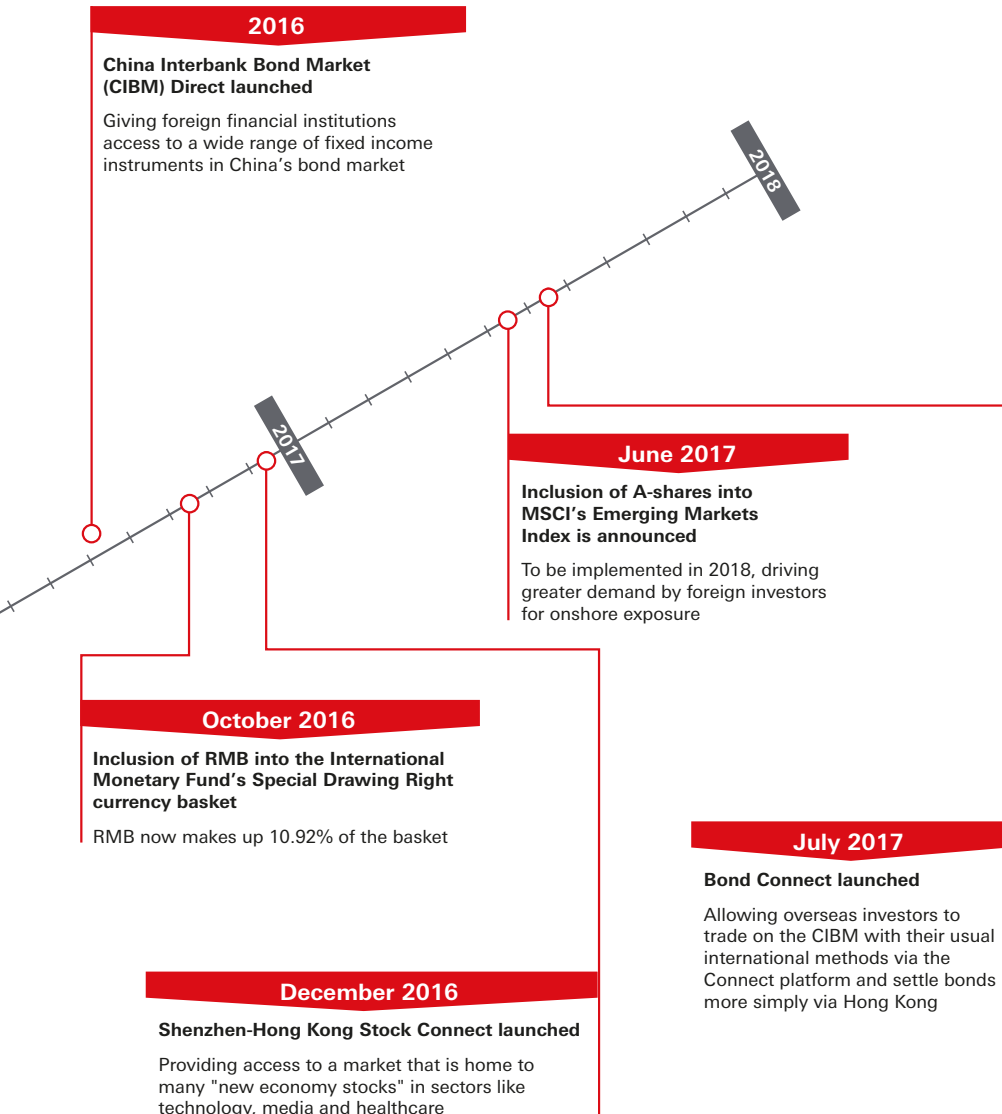 2016
China Interbank Bond Market
(CIBM) Direct launched
Giving foreign financial institutions
access to a wide range of fixed income
instruments in China's bond market
2018
2017
June 2017
Inclusion of A-shares into
MSCI's Emerging Markets
Index is announced
To be implemented in 2018, driving
greater demand by foreign investors
for onshore exposure
October 2016
Inclusion of RMB into the International
Monetary Fund's Special Drawing Right
currency basket
RMB now makes up 10.92% of the basket
July 2017
Bond Connect launched
Allowing overseas investors to
trade on the CIBM with their usual
international methods via the
Connect platform and settle bonds
more simply via Hong Kong
December 2016
Shenzhen-Hong Kong Stock Connect launched
Providing access to a market that is home to
many "new economy stocks" in sectors like
technology, media and healthcare